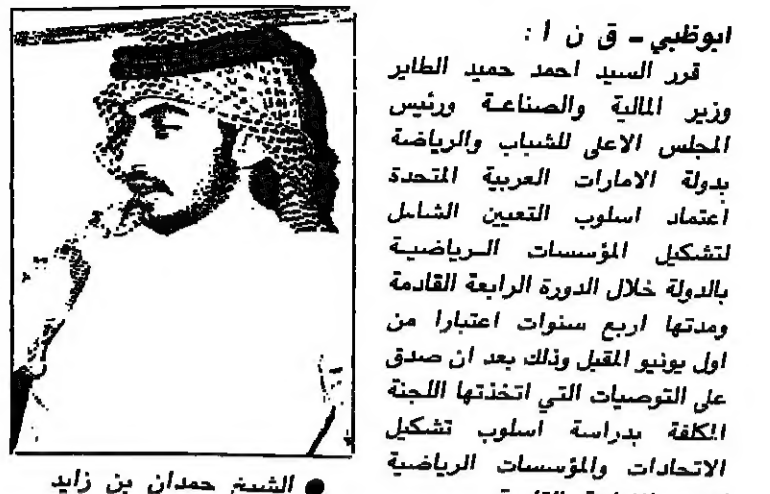 ابوظبي ـ ق ن ا :
قرر السيد احمد حميد الطاير
وزير المالية والصناعة ورئيس
المجلس الاعلى للشباب والرياضة
بدولة الامارات العربية المتحدة
اعتماد اسلوب التعيين الشامل
لتشكيل المؤسسات الرياضية
بالدولة خلال الدورة الرابعة القادمة
ومدتها اربع سنوات اعتبارا من
اول يونيو المقبل وذلك بعد ان صدق
على التوصيات التي اتخذتها اللجنة
المكلفة بدراسة اسلوب تشكيل
الاتحادات والمؤسسات الرياضية
● الشيخ حمدان بن زايد